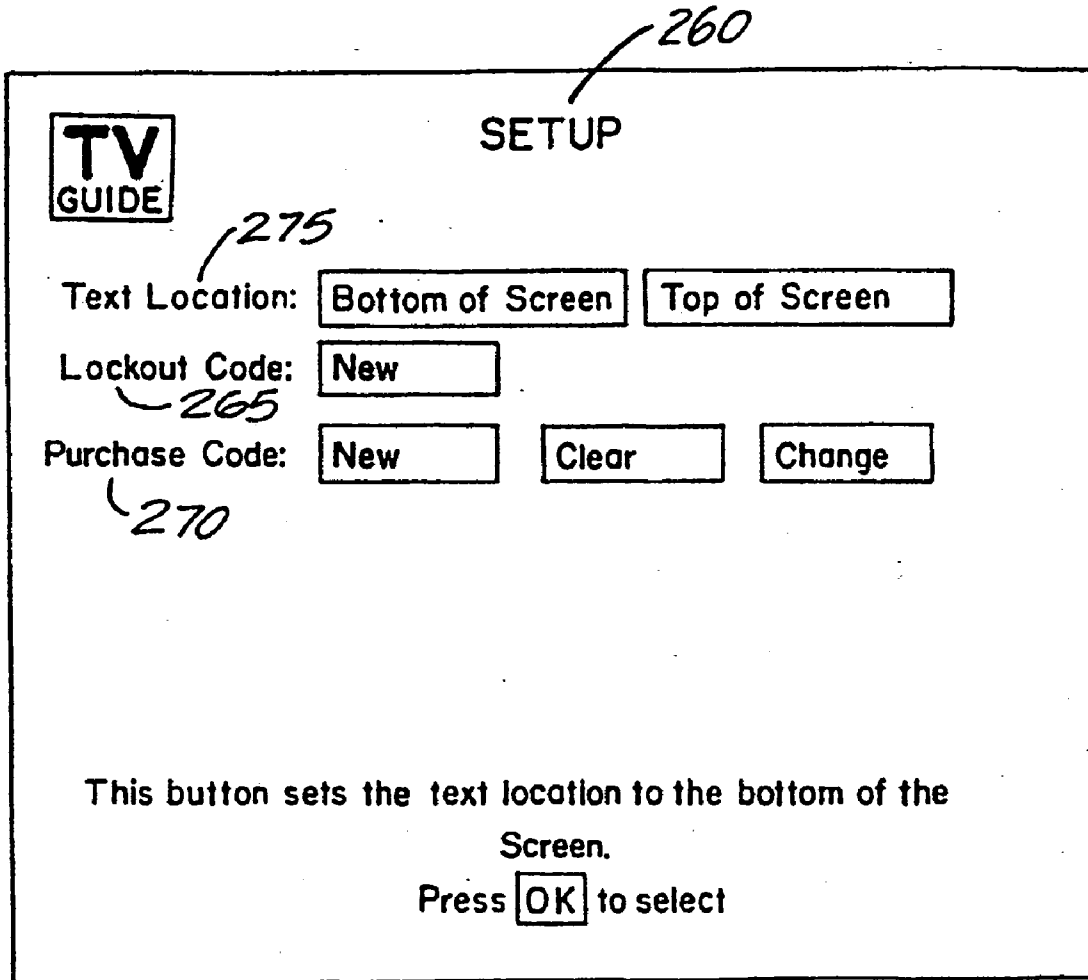 260
TV
GUIDE
SETUP
275
Text Location: Bottom of Screen Top of Screen
Lockout Code: New
265
Purchase Code: New Clear Change
270
This button sets the text location to the bottom of the
Screen.
Press OK to select